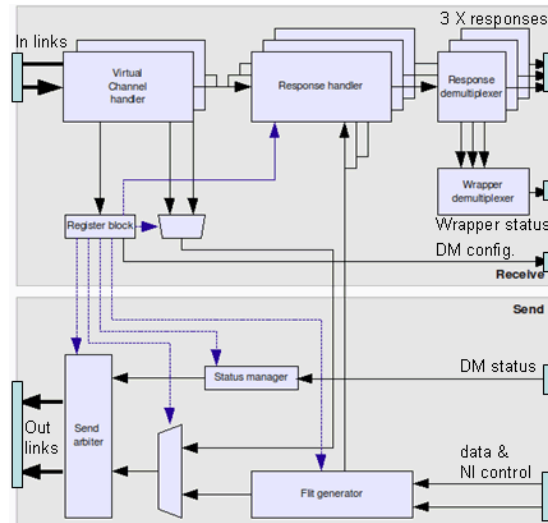 3 X responses
In links
Virtual
Channel
handler
Response handler
Response
demultiplexer
Wrapper
demultiplexer
Register block
Wrapper status
DM config.
Receive
Send
Status manager
DM status
Out
links
Send
arbiter
data &
NI control
Flit generator